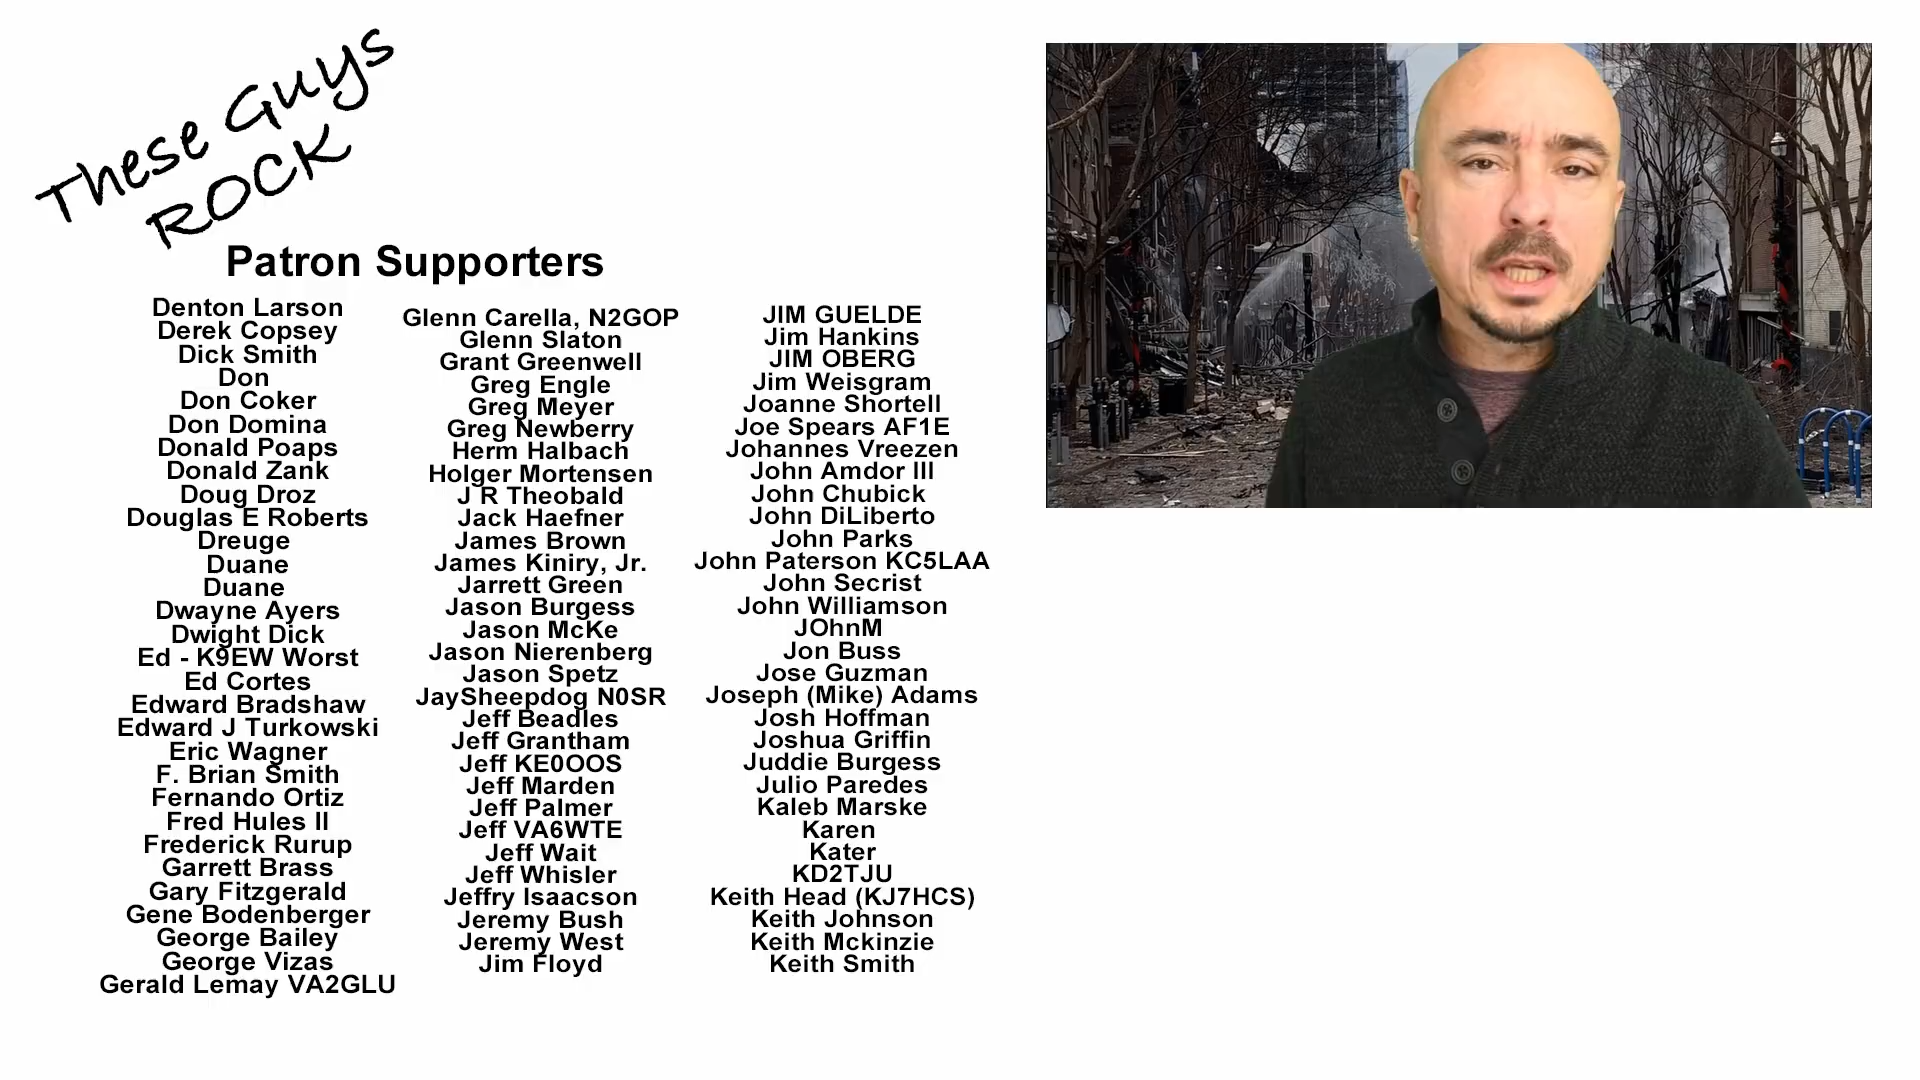 These Guys
ROCK
Patron Supporters
Denton Larson
Derek Copsey
Dick Smith
Don
Don Coker
Don Domina
Donald Poaps
Donald Zank
Doug Droz
Douglas E Roberts
Dreuge
Duane
Duane
Dwayne Ayers
Dwight Dick
Ed - K9EW Worst
Ed Cortes
Edward Bradshaw
Edward J Turkowski
Eric Wagner
F. Brian Smith
Fernando Ortiz
Fred Hules II
Frederick Rurup
Garrett Brass
Gary Fitzgerald
Gene Bodenberger
George Bailey
George Vizas
Gerald Lemay VA2GLU
Glenn Carella, N2GOP
Glenn Slaton
Grant Greenwell
Greg Engle
Greg Meyer
Greg Newberry
Herm Halbach
Holger Mortensen
J R Theobald
Jack Haefner
James Brown
James Kiniry, Jr.
Jarrett Green
Jason Burgess
Jason McKe
Jason Nierenberg
Jason Spetz
JaySheepdog N0SR
Jeff Beadles
Jeff Grantham
Jeff KE0OOS
Jeff Marden
Jeff Palmer
Jeff VA6WTE
Jeff Wait
Jeff Whisler
Jeffry Isaacson
Jeremy Bush
Jeremy West
Jim Floyd
JIM GUELDE
Jim Hankins
JIM OBERG
Jim Weisgram
Joanne Shortell
Joe Spears AF1E
Johannes Vreezen
John Amdor III
John Chubick
John DiLiberto
John Parks
John Paterson KC5LAA
John Secrist
John Williamson
JOhnM
Jon Buss
Jose Guzman
Joseph (Mike) Adams
Josh Hoffman
Joshua Griffin
Juddie Burgess
Julio Paredes
Kaleb Marske
Karen
Kater
KD2TJU
Keith Head (KJ7HCS)
Keith Johnson
Keith Mckinzie
Keith Smith